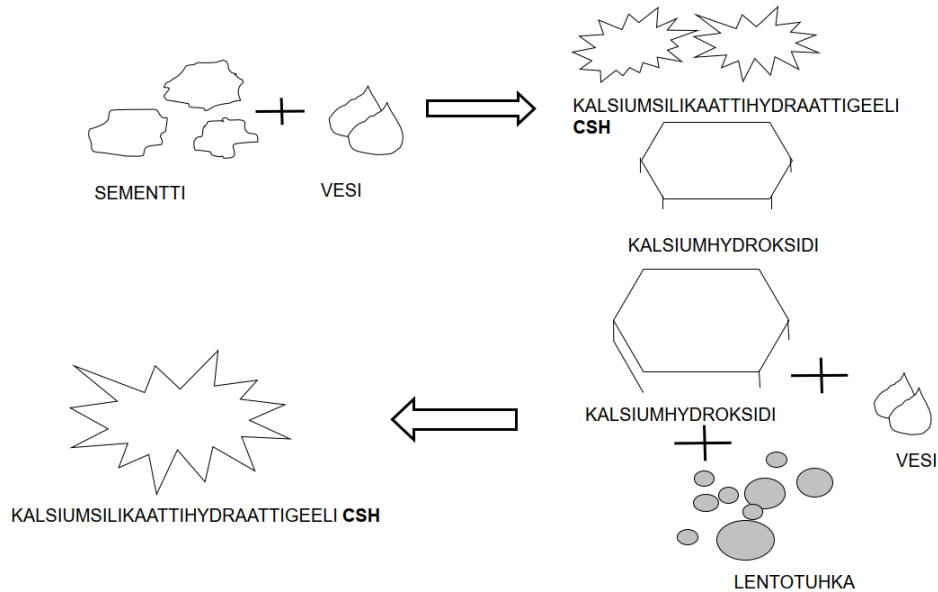 SEMENTTI
VESI
KALSIUMSILIKAATTIHYDRAATTIGEELI
CSH
KALSIUMHYDROKSIDI
KALSIUMHYDROKSIDI
VESI
LENTOTUHKA
KALSIUMSILIKAATTIHYDRAATTIGEELI CSH